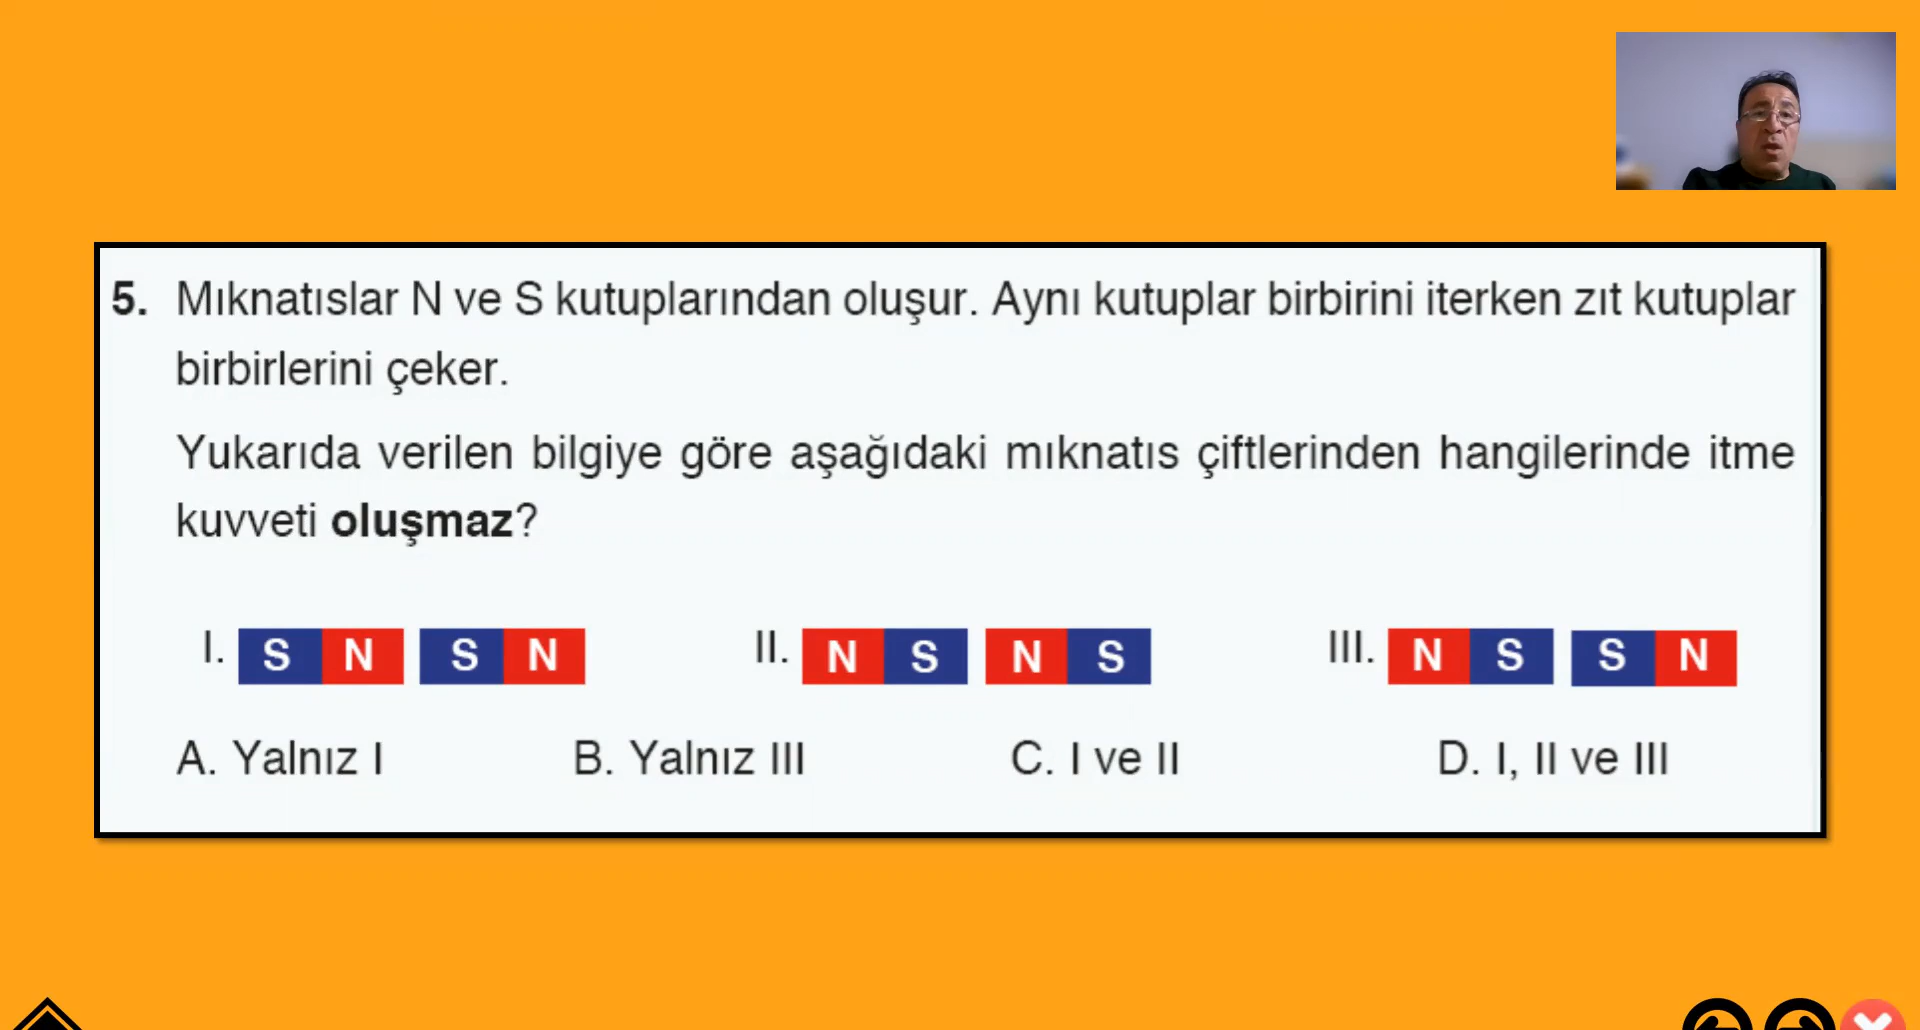 5. Mıknatıslar N ve S kutuplarından oluşur. Aynı kutuplar birbirini iterken zıt kutuplar
birbirlerini çeker.
Yukarıda verilen bilgiye göre aşağıdaki mıknatıs çiftlerinden hangilerinde itme
kuvveti oluşmaz?
I. S N S N II. N S N S III. N S S N
A. Yalnız I B. Yalnız III C. I ve II D. I, II ve III